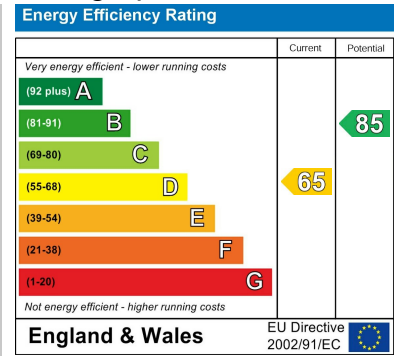 Energy Efficiency Rating
Current Potential
Very energy efficient - lower running costs
(92 plus) A
(81-91) B
85
(69-80) C
(55-68) D
65
(39-54) E
(21-38) F
(1-20) G
Not energy efficient - higher running costs
England & Wales
EU Directive
2002/91/EC